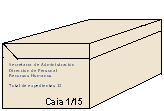 Secretaría de Administración
Dirección de Personal
Recursos Humanos
Total de expedientes: 32
Caja 1/15